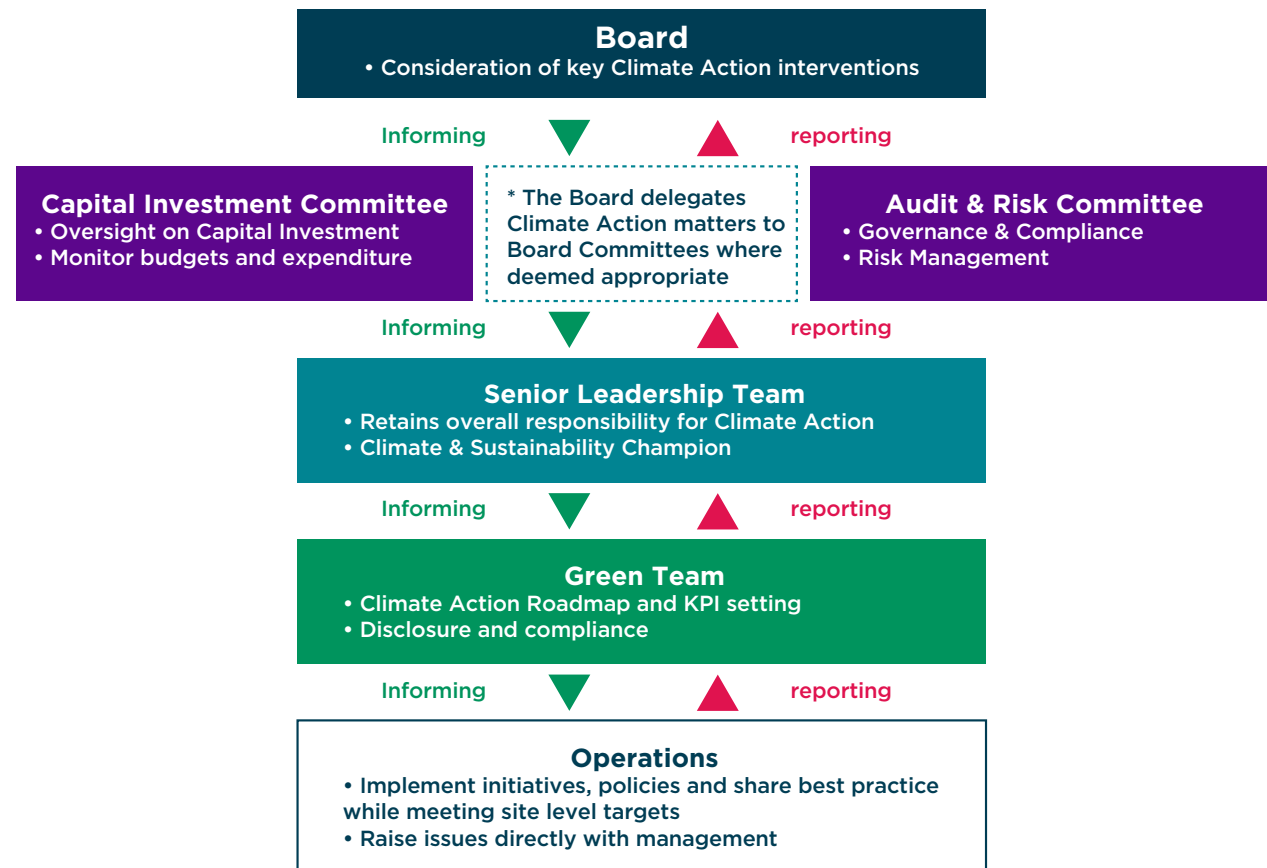 Board
• Consideration of key Climate Action interventions
Informing
reporting
Capital Investment Committee
• Oversight on Capital Investment
• Monitor budgets and expenditure
* The Board delegates
Climate Action matters to
Board Committees where
deemed appropriate
Audit & Risk Committee
• Governance & Compliance
• Risk Management
Informing
reporting
Senior Leadership Team
• Retains overall responsibility for Climate Action
• Climate & Sustainability Champion
Informing
reporting
Green Team
• Climate Action Roadmap and KPI setting
• Disclosure and compliance
Informing
reporting
Operations
• Implement initiatives, policies and share best practice
while meeting site level targets
• Raise issues directly with management